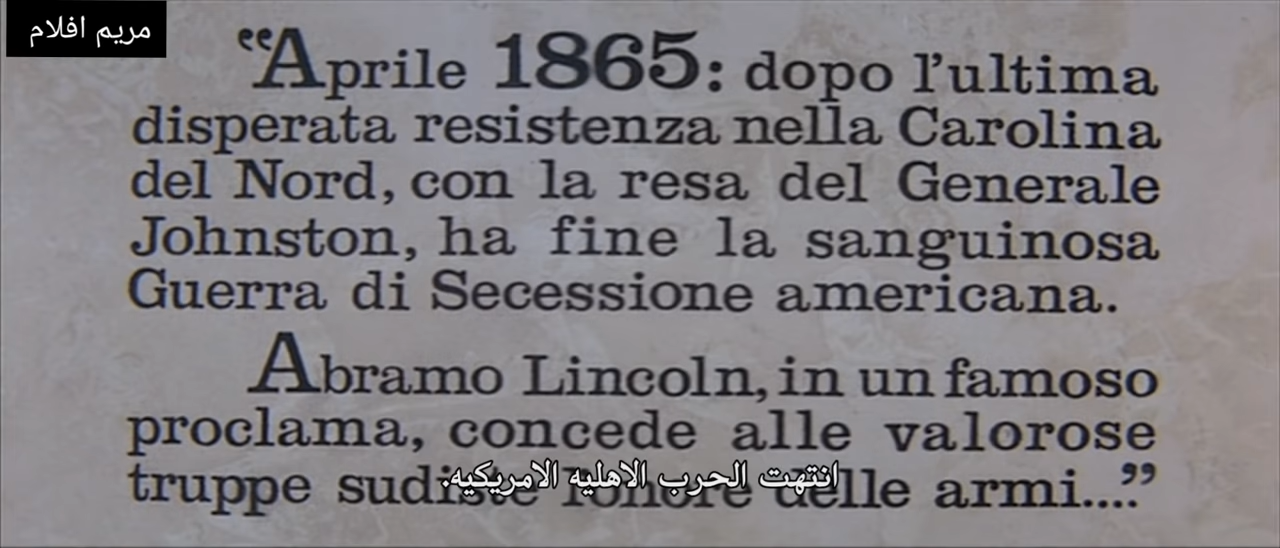 مريم افلام
“Aprile 1865: dopo l’ultima
disperata resistenza nella Carolina
del Nord, con la resa del Generale
Johnston, ha fine la sanguinosa
Guerra di Secessione americana.
Abramo Lincoln, in un famoso
proclama, concede alle valorose
truppe sudiste l’onore delle armi....”
انتهت الحرب الاهليه الامريكيه.